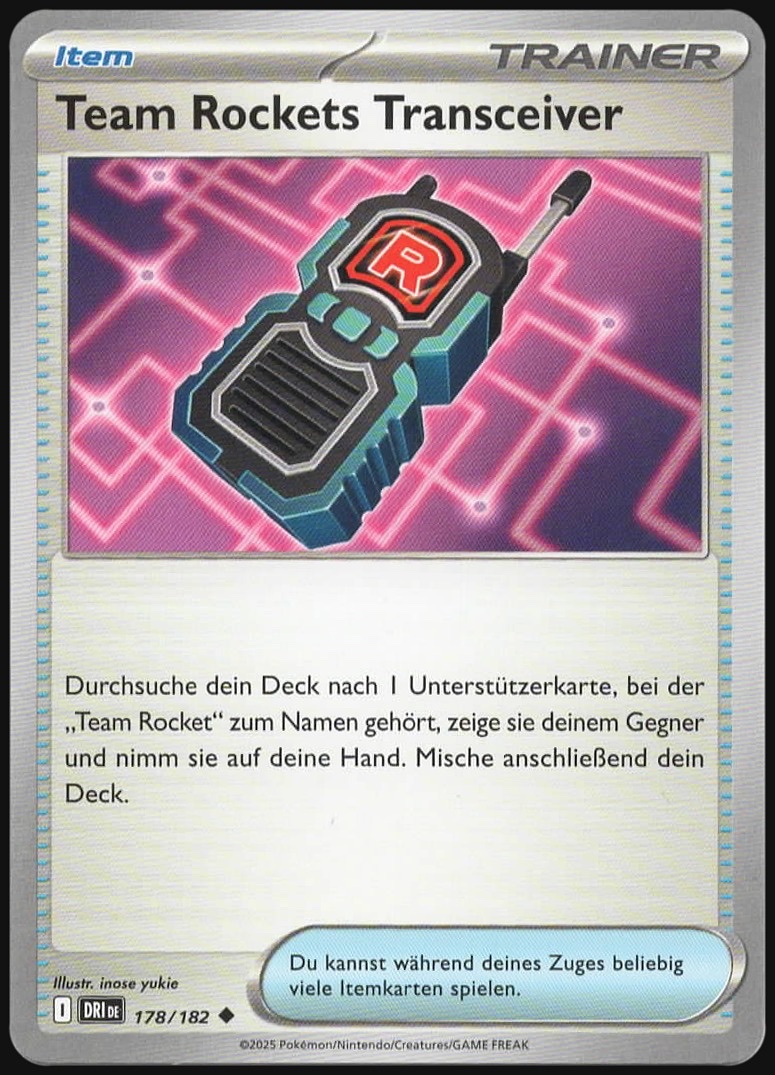 Item
TRAINER
Team Rockets Transceiver
R
Durchsuche dein Deck nach 1 Unterstützerkarte, bei der
„Team Rocket“ zum Namen gehört, zeige sie deinem Gegner
und nimm sie auf deine Hand. Mische anschließend dein
Deck.
Du kannst während deines Zuges beliebig
viele Itemkarten spielen.
Illustr. inose yukie
I DRI DE 178/182
©2025 Pokémon/Nintendo/Creatures/GAME FREAK